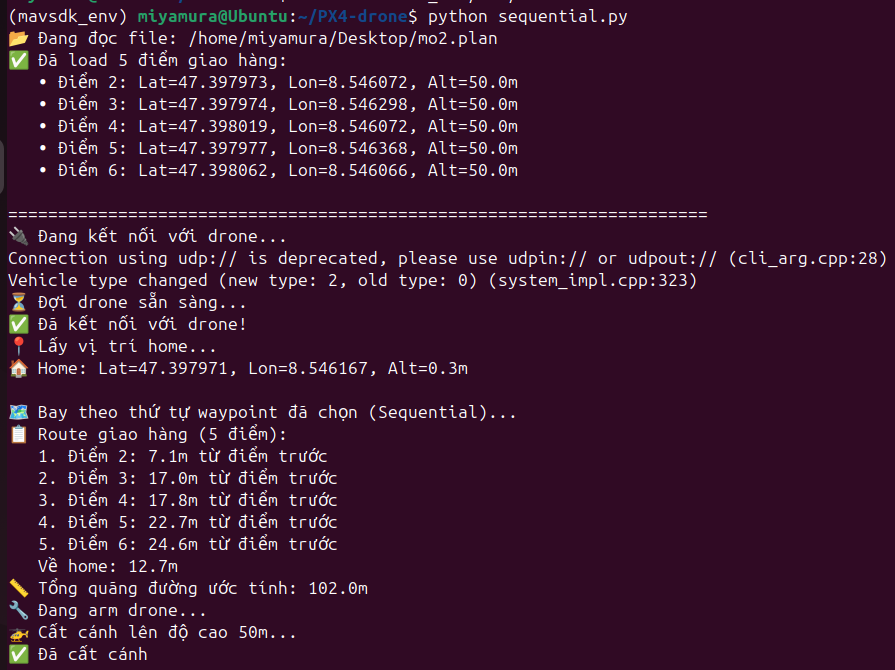 (mavsdk_env) miyamura@Ubuntu:~/PX4-drone$ python sequential.py
📂 Đang đọc file: /home/miyamura/Desktop/mo2.plan
✅ Đã load 5 điểm giao hàng:
• Điểm 2: Lat=47.397973, Lon=8.546072, Alt=50.0m
• Điểm 3: Lat=47.397974, Lon=8.546298, Alt=50.0m
• Điểm 4: Lat=47.398019, Lon=8.546072, Alt=50.0m
• Điểm 5: Lat=47.397977, Lon=8.546368, Alt=50.0m
• Điểm 6: Lat=47.398062, Lon=8.546066, Alt=50.0m
======================================================================
🔌 Đang kết nối với drone...
Connection using udp:// is deprecated, please use udpin:// or udpout:// (cli_arg.cpp:28)
Vehicle type changed (new type: 2, old type: 0) (system_impl.cpp:323)
⏳ Đợi drone sẵn sàng...
✅ Đã kết nối với drone!
📍 Lấy vị trí home...
🏠 Home: Lat=47.397971, Lon=8.546167, Alt=0.3m
🗺️ Bay theo thứ tự waypoint đã chọn (Sequential)...
📋 Route giao hàng (5 điểm):
1. Điểm 2: 7.1m từ điểm trước
2. Điểm 3: 17.0m từ điểm trước
3. Điểm 4: 17.8m từ điểm trước
4. Điểm 5: 22.7m từ điểm trước
5. Điểm 6: 24.6m từ điểm trước
Về home: 12.7m
📏 Tổng quãng đường ước tính: 102.0m
🔧 Đang arm drone...
🚁 Cất cánh lên độ cao 50m...
✅ Đã cất cánh